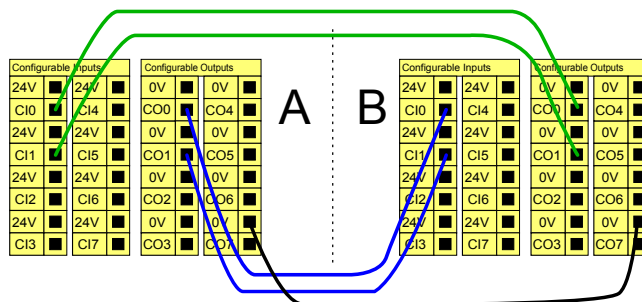 Configurable Inputs Configurable Outputs A B Configurable Inputs Configurable Outputs
24V 24V 0V 0V 24V 24V 0V 0V
CI0 CI4 CO0 CO4 CI0 CI4 CO0 CO4
24V 24V 0V 0V 24V 24V 0V 0V
CI1 CI5 CO1 CO5 CI1 CI5 CO1 CO5
24V 24V 0V 0V 24V 24V 0V 0V
CI2 CI6 CO2 CO6 CI2 CI6 CO2 CO6
24V 24V 0V 0V 24V 24V 0V 0V
CI3 CI7 CO3 CO7 CI3 CI7 CO3 CO7